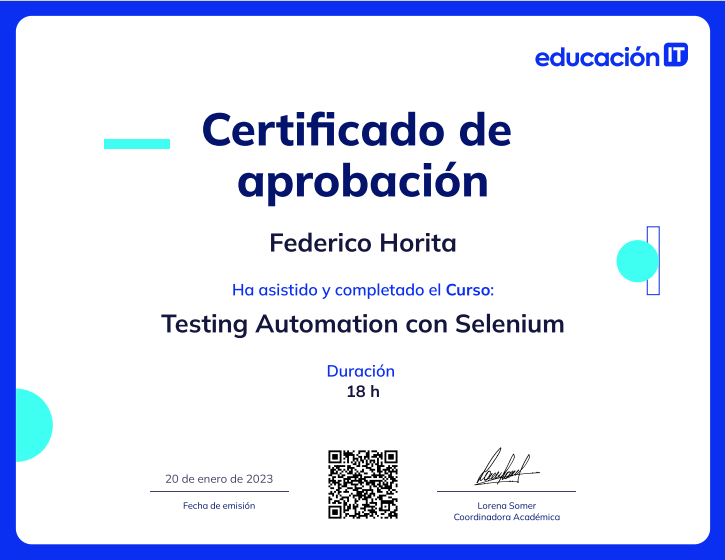 educación IT
Certificado de
aprobación
Federico Horita
Ha asistido y completado el Curso:
Testing Automation con Selenium
Duración
18 h
20 de enero de 2023
Fecha de emisión
Lorena Somer
Coordinadora Académica